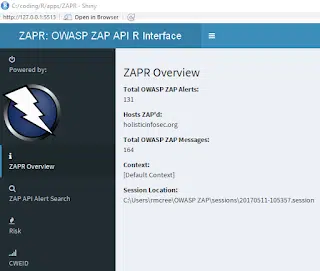 C:/coding/R/apps/ZAPR - Shiny
http://127.0.0.1:5513 Open in Browser
ZAPR: OWASP ZAP API R Interface
Powered by:
ZAPR Overview
ZAP API Alert Search
Risk
CWEID
ZAPR Overview
Total OWASP ZAP Alerts:
131
Hosts ZAP'd:
holisticinfosec.org
Total OWASP ZAP Messages:
164
Context:
[Default Context]
Session Location:
C:\Users\rmcree\OWASP ZAP\sessions\20170511-105357.session